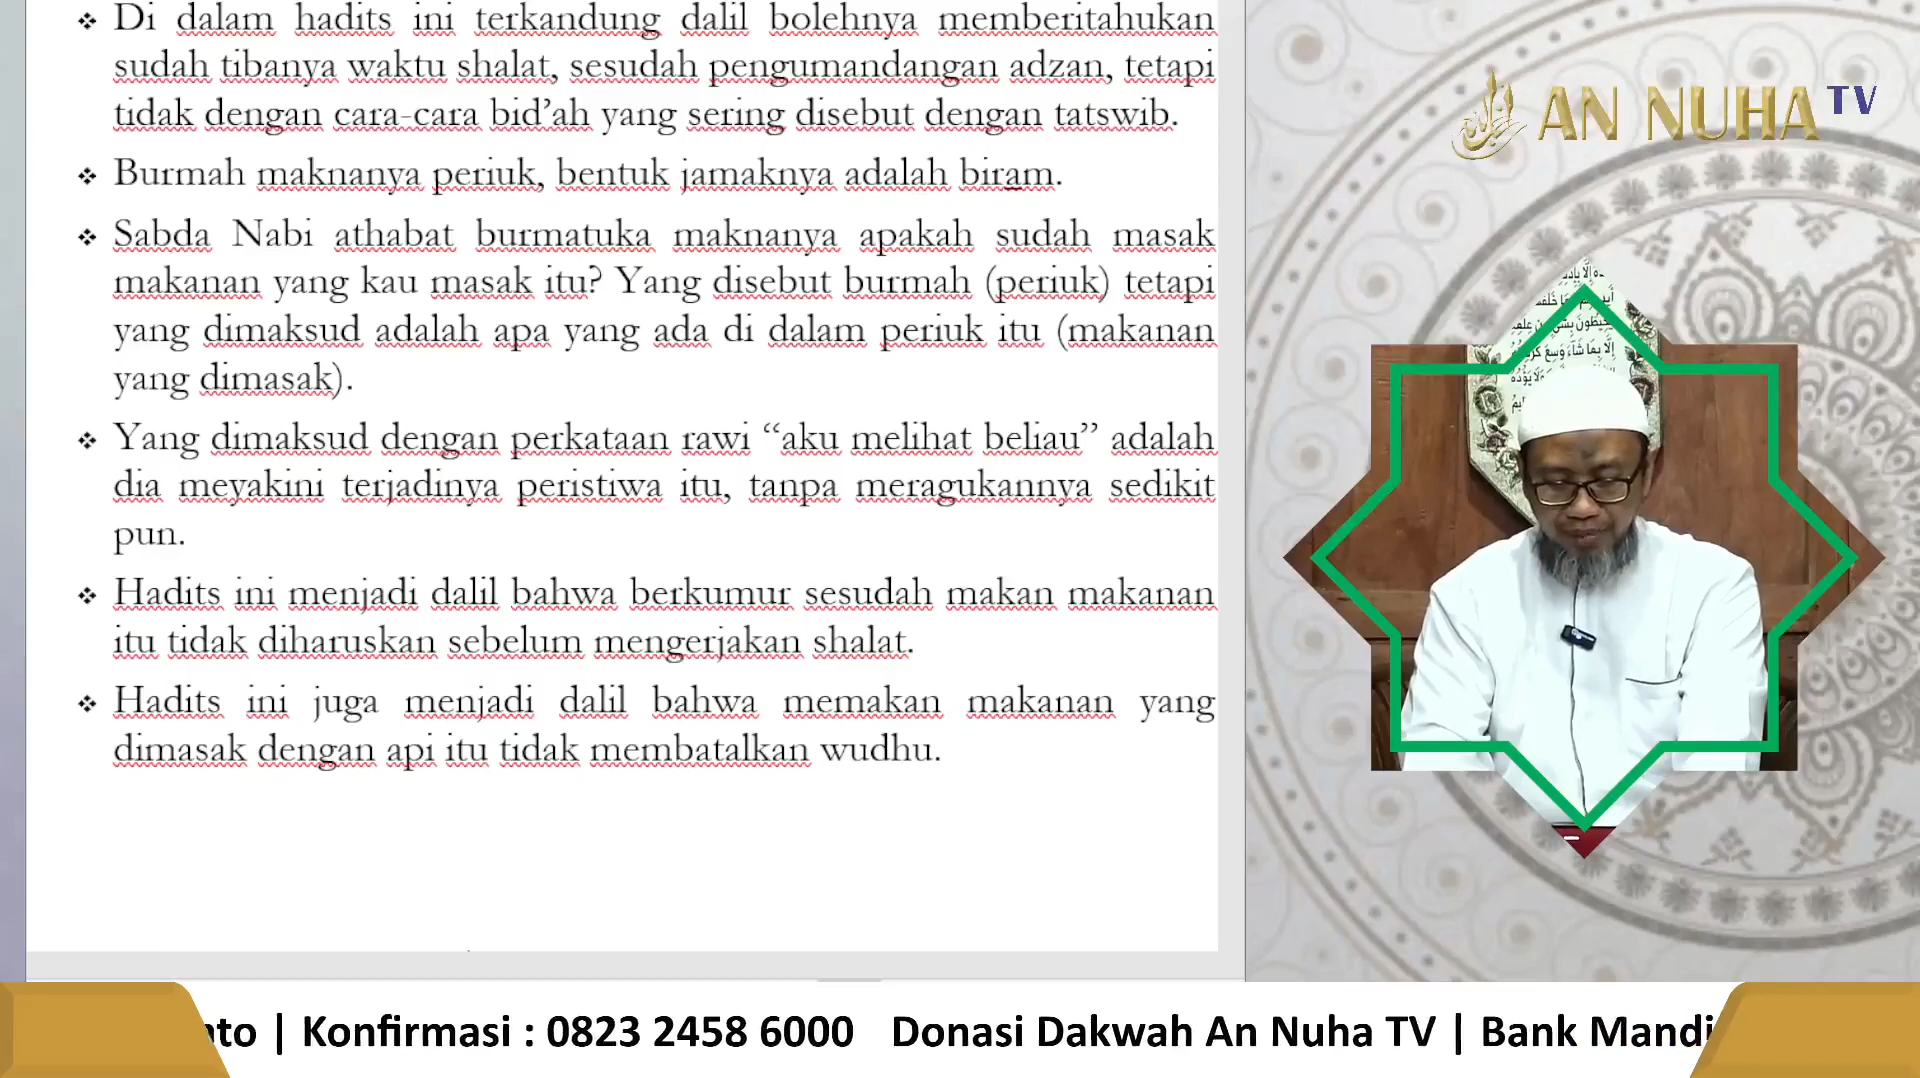 ❖ Di dalam hadits ini terkandung dalil bolehnya memberitahukan
sudah tibanya waktu shalat, sesudah pengumandangan adzan, tetapi
tidak dengan cara-cara bid’ah yang sering disebut dengan tatswib.
❖ Burmah maknanya periuk, bentuk jamaknya adalah biram.
❖ Sabda Nabi athabat burmatuka maknanya apakah sudah masak
makanan yang kau masak itu? Yang disebut burmah (periuk) tetapi
yang dimaksud adalah apa yang ada di dalam periuk itu (makanan
yang dimasak).
❖ Yang dimaksud dengan perkataan rawi “aku melihat beliau” adalah
dia meyakini terjadinya peristiwa itu, tanpa meragukannya sedikit
pun.
❖ Hadits ini menjadi dalil bahwa berkumur sesudah makan makanan
itu tidak diharuskan sebelum mengerjakan shalat.
❖ Hadits ini juga menjadi dalil bahwa memakan makanan yang
dimasak dengan api itu tidak membatalkan wudhu.
AN NUHA TV
| Konfirmasi : 0823 2458 6000 Donasi Dakwah An Nuha TV | Bank Mandi